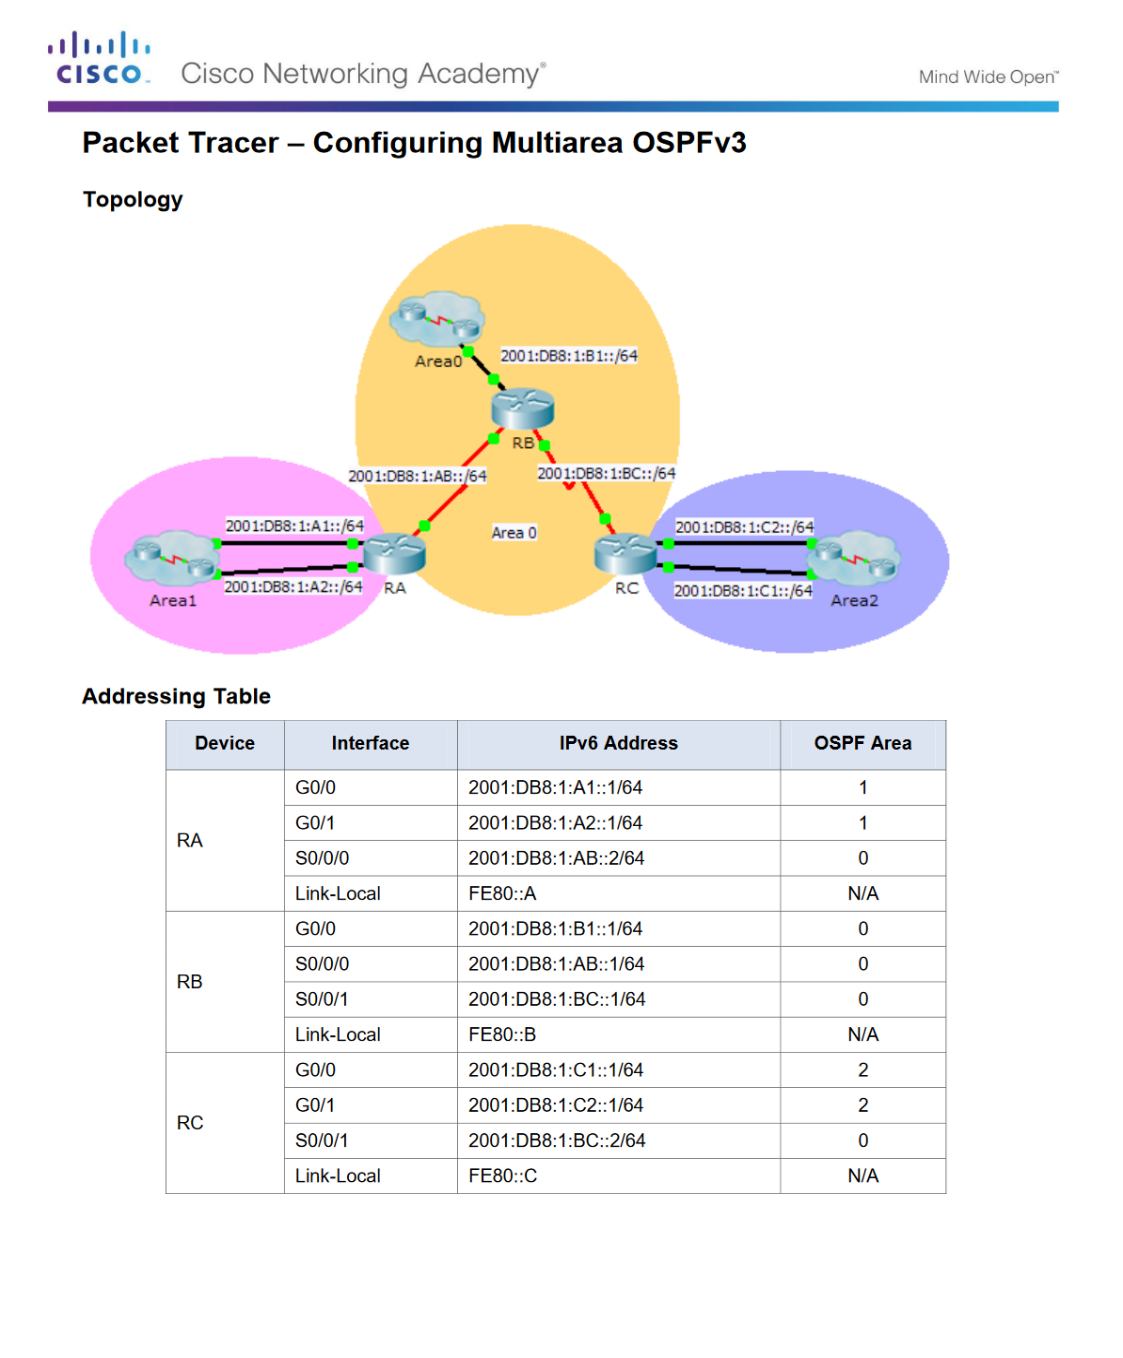 CISCO
Cisco Networking Academy®
Mind Wide Open™
Packet Tracer – Configuring Multiarea OSPFv3
Topology
Area0
2001:DB8:1:B1::/64
RB
2001:DB8:1:AB::/64
2001:DB8:1:BC::/64
Area 0
2001:DB8:1:A1::/64
2001:DB8:1:C2::/64
2001:DB8:1:A2::/64
RA
RC
2001:DB8:1:C1::/64
Area1
Area2
Addressing Table
Device Interface IPv6 Address OSPF Area
RA
G0/0 2001:DB8:1:A1::1/64 1
G0/1 2001:DB8:1:A2::1/64 1
S0/0/0 2001:DB8:1:AB::2/64 0
Link-Local FE80::A N/A
RB
G0/0 2001:DB8:1:B1::1/64 0
S0/0/0 2001:DB8:1:AB::1/64 0
S0/0/1 2001:DB8:1:BC::1/64 0
Link-Local FE80::B N/A
RC
G0/0 2001:DB8:1:C1::1/64 2
G0/1 2001:DB8:1:C2::1/64 2
S0/0/1 2001:DB8:1:BC::2/64 0
Link-Local FE80::C N/A